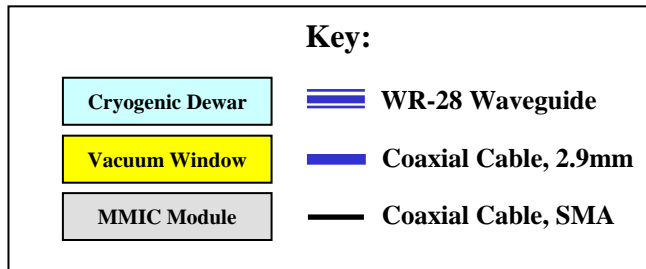 Key:
Cryogenic Dewar
WR-28 Waveguide
Vacuum Window
Coaxial Cable, 2.9mm
MMIC Module
Coaxial Cable, SMA